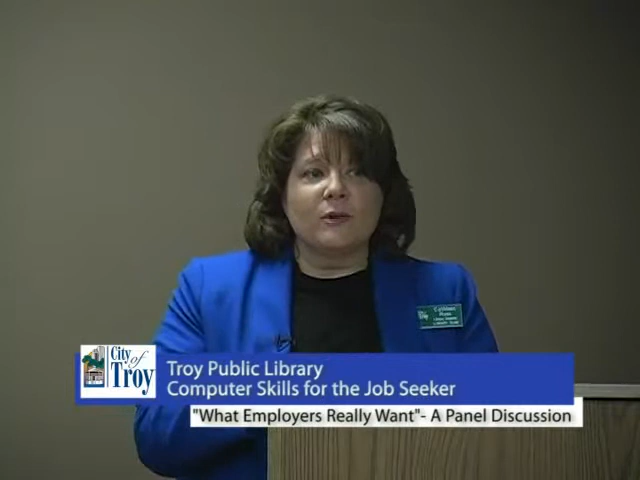 City of
Troy
Troy Public Library
Computer Skills for the Job Seeker
"What Employers Really Want"- A Panel Discussion